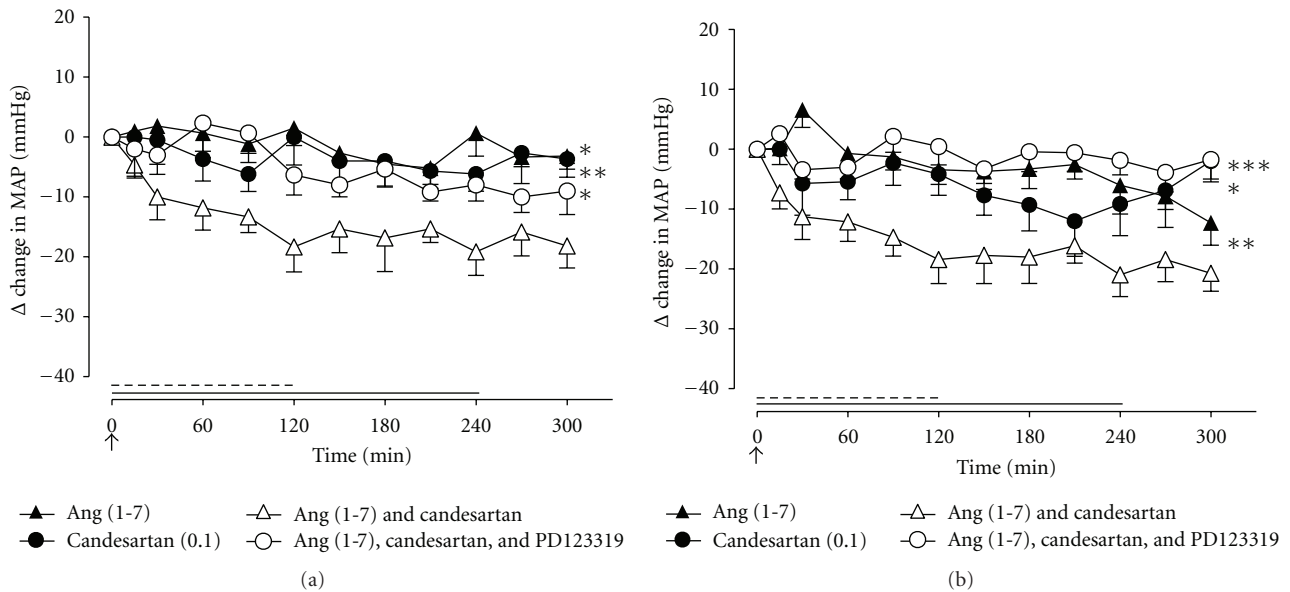 20
10
0
−10
−20
−30
−40
Δ change in MAP (mmHg)
*
**
*
0 60 120 180 240 300
↑
Time (min)
Ang (1-7)
Candesartan (0.1)
Ang (1-7) and candesartan
Ang (1-7), candesartan, and PD123319
(a)
20
10
0
−10
−20
−30
−40
Δ change in MAP (mmHg)
***
*
**
0 60 120 180 240 300
↑
Time (min)
Ang (1-7)
Candesartan (0.1)
Ang (1-7) and candesartan
Ang (1-7), candesartan, and PD123319
(b)